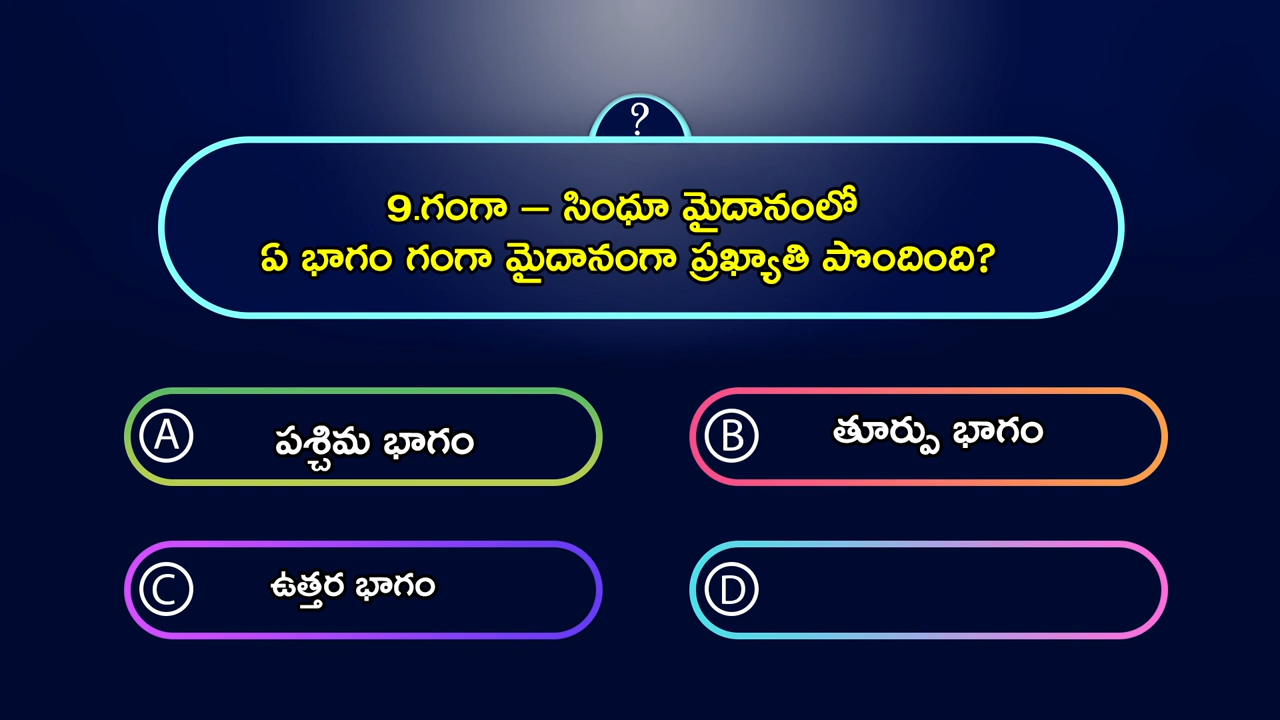 ?
9.గంగా – సింధూ మైదానంలో
ఏ భాగం గంగా మైదానంగా ప్రఖ్యాతి పొందింది?
A పశ్చిమ భాగం
B తూర్పు భాగం
C ఉత్తర భాగం
D